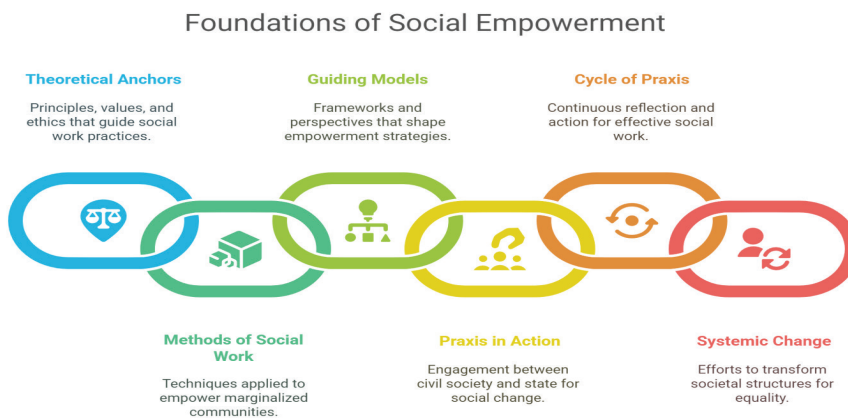 Foundations of Social Empowerment
Theoretical Anchors
Principles, values, and
ethics that guide social
work practices.
Guiding Models
Frameworks and
perspectives that shape
empowerment strategies.
Cycle of Praxis
Continuous reflection and
action for effective social
work.
Methods of Social
Work
Techniques applied to
empower marginalized
communities.
Praxis in Action
Engagement between
civil society and state for
social change.
Systemic Change
Efforts to transform
societal structures for
equality.